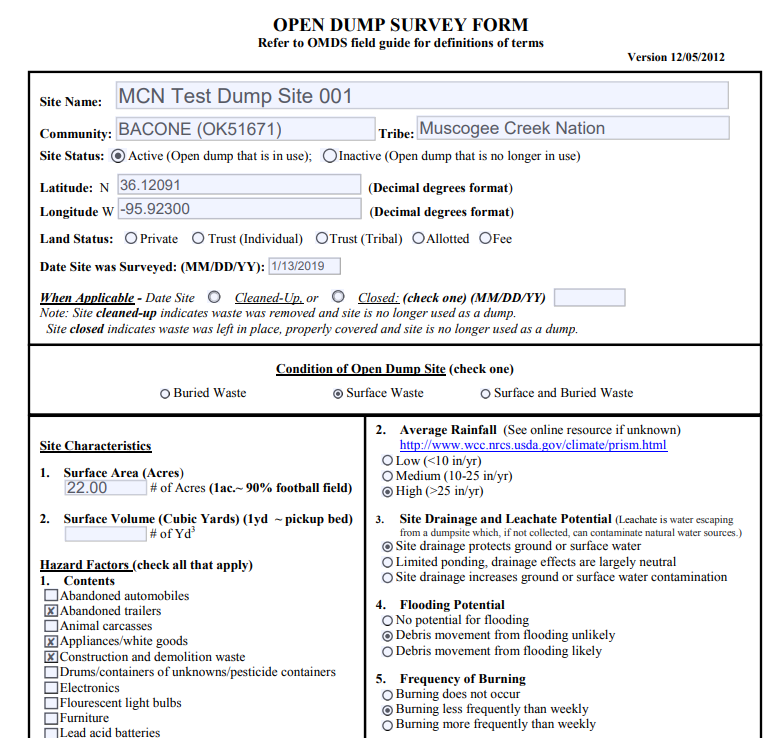 OPEN DUMP SURVEY FORM
Refer to OMDS field guide for definitions of terms
Version 12/05/2012
Site Name: MCN Test Dump Site 001
Community: BACONE (OK51671) Tribe: Muscogee Creek Nation
Site Status: Active (Open dump that is in use); Inactive (Open dump that is no longer in use)
Latitude: N 36.12091 (Decimal degrees format)
Longitude W -95.92300 (Decimal degrees format)
Land Status: Private Trust (Individual) Trust (Tribal) Allotted Fee
Date Site was Surveyed: (MM/DD/YY): 1/13/2019
When Applicable - Date Site Cleaned-Up, or Closed: (check one) (MM/DD/YY)
Note: Site cleaned-up indicates waste was removed and site is no longer used as a dump.
Site closed indicates waste was left in place, properly covered and site is no longer used as a dump.
Condition of Open Dump Site (check one)
Buried Waste Surface Waste Surface and Buried Waste
Site Characteristics
1. Surface Area (Acres)
22.00 # of Acres (1ac.~ 90% football field)
2. Surface Volume (Cubic Yards) (1yd ~ pickup bed)
# of Yd³
Hazard Factors (check all that apply)
1. Contents
Abandoned automobiles
Abandoned trailers
Animal carcasses
Appliances/white goods
Construction and demolition waste
Drums/containers of unknowns/pesticide containers
Electronics
Flourescent light bulbs
Furniture
Lead acid batteries
2. Average Rainfall (See online resource if unknown)
http://www.wcc.nrcs.usda.gov/climate/prism.html
Low (<10 in/yr)
Medium (10-25 in/yr)
High (>25 in/yr)
3. Site Drainage and Leachate Potential (Leachate is water escaping
from a dumpsite which, if not collected, can contaminate natural water sources.)
Site drainage protects ground or surface water
Limited ponding, drainage effects are largely neutral
Site drainage increases ground or surface water contamination
4. Flooding Potential
No potential for flooding
Debris movement from flooding unlikely
Debris movement from flooding likely
5. Frequency of Burning
Burning does not occur
Burning less frequently than weekly
Burning more frequently than weekly